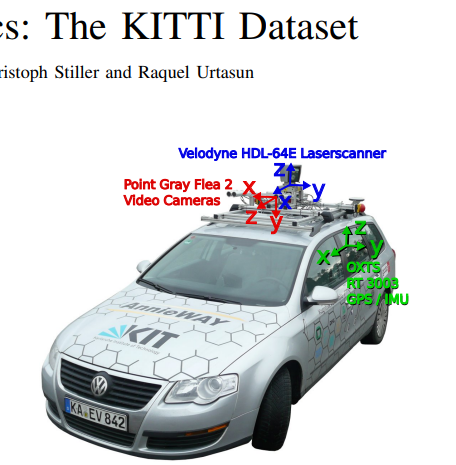 cs: The KITTI Dataset
ristoph Stiller and Raquel Urtasun
Velodyne HDL-64E Laserscanner
z
y
x
Point Gray Flea 2
Video Cameras
x
z
y
z
x
y
OXTS
RT 3003
GPS / IMU
AnnieWAY
KIT
KA EV 842